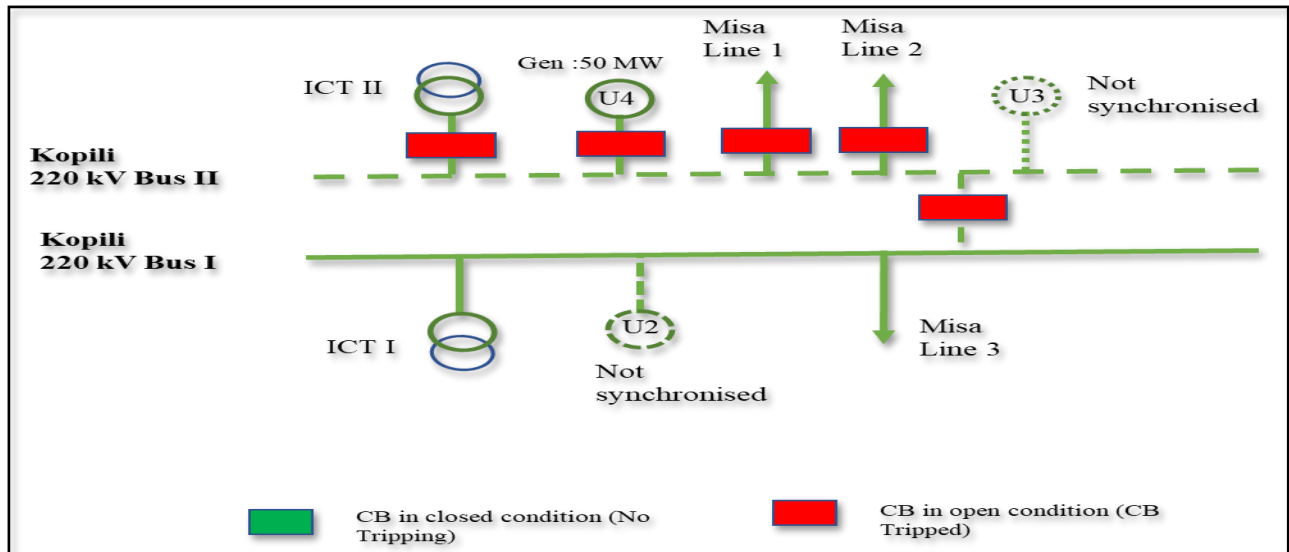 Misa
Line 1
Misa
Line 2
Gen :50 MW
ICT II
U4
U3
Not
synchronised
Kopili
220 kV Bus II
Kopili
220 kV Bus I
ICT I
U2
Not
synchronised
Misa
Line 3
CB in closed condition (No
Tripping)
CB in open condition (CB
Tripped)